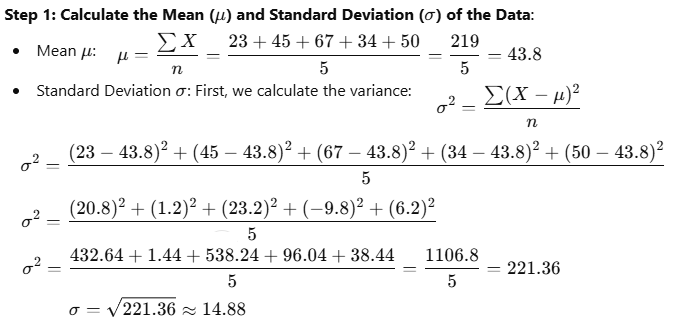 Step 1: Calculate the Mean (μ) and Standard Deviation (σ) of the Data:
• Mean μ: μ = ∑X / n = (23 + 45 + 67 + 34 + 50) / 5 = 219 / 5 = 43.8
• Standard Deviation σ: First, we calculate the variance: σ² = ∑(X − μ)² / n
σ² = ((23 − 43.8)² + (45 − 43.8)² + (67 − 43.8)² + (34 − 43.8)² + (50 − 43.8)²) / 5
σ² = ((20.8)² + (1.2)² + (23.2)² + (−9.8)² + (6.2)²) / 5
σ² = (432.64 + 1.44 + 538.24 + 96.04 + 38.44) / 5 = 1106.8 / 5 = 221.36
σ = √221.36 ≈ 14.88